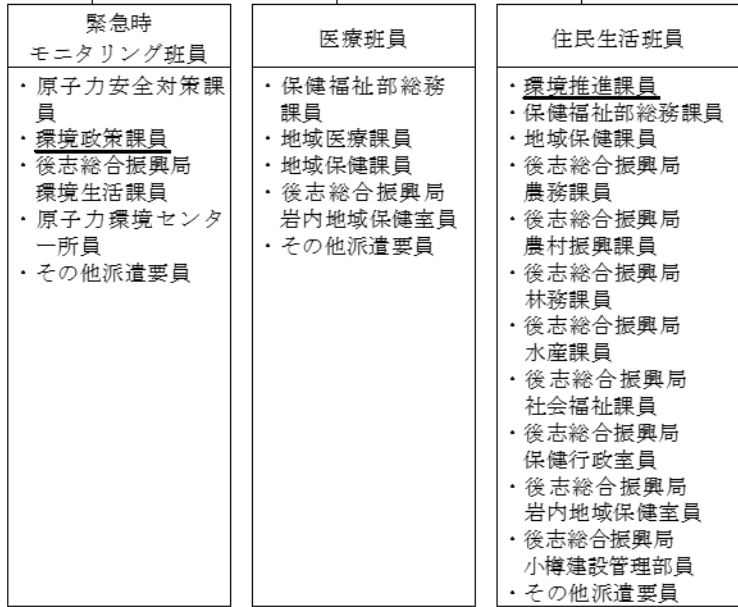 緊急時
モニタリング班員
・原子力安全対策課
員
・環境政策課員
・後志総合振興局
環境生活課員
・原子力環境センタ
ー所員
・その他派遣要員
医療班員
・保健福祉部総務
課員
・地域医療課員
・地域保健課員
・後志総合振興局
岩内地域保健室員
・その他派遣要員
住民生活班員
・環境推進課員
・保健福祉部総務課員
・地域保健課員
・後志総合振興局
農務課員
・後志総合振興局
農村振興課員
・後志総合振興局
林務課員
・後志総合振興局
水産課員
・後志総合振興局
社会福祉課員
・後志総合振興局
保健行政室員
・後志総合振興局
岩内地域保健室員
・後志総合振興局
小樽建設管理部員
・その他派遣要員